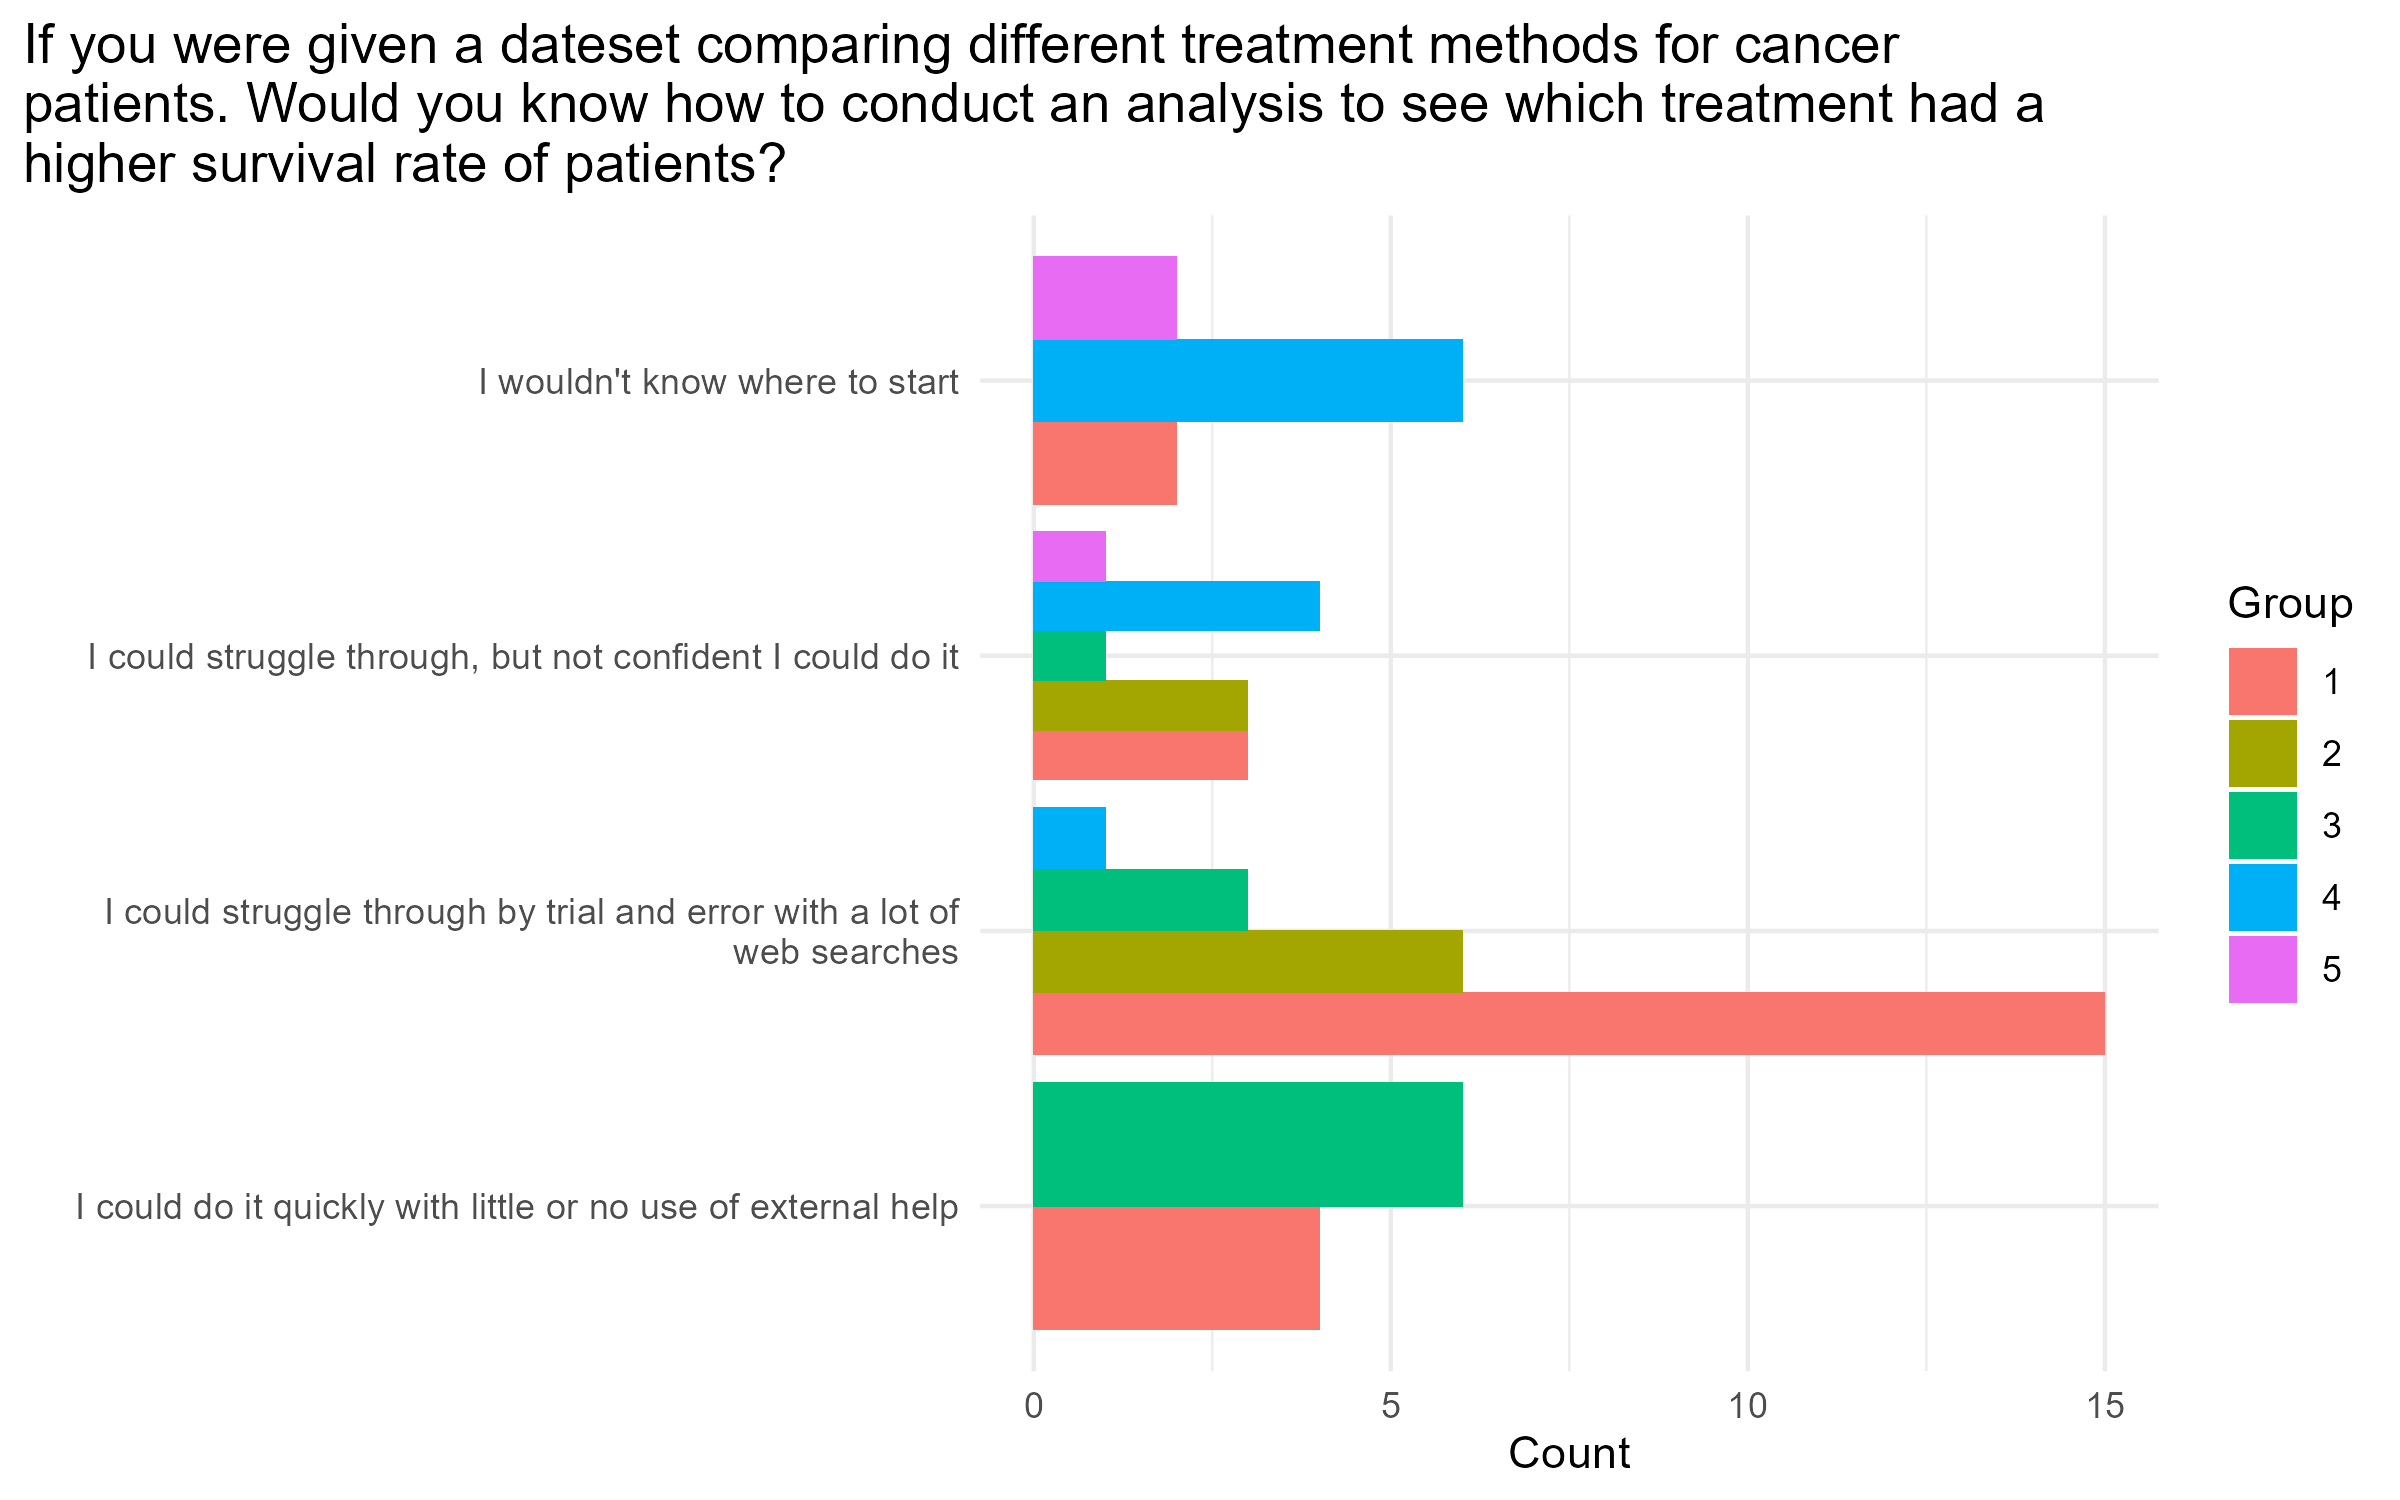 If you were given a dateset comparing different treatment methods for cancer
patients. Would you know how to conduct an analysis to see which treatment had a
higher survival rate of patients?
I wouldn't know where to start
I could struggle through, but not confident I could do it
I could struggle through by trial and error with a lot of
web searches
I could do it quickly with little or no use of external help
0 5 10 15
Count
Group
1
2
3
4
5